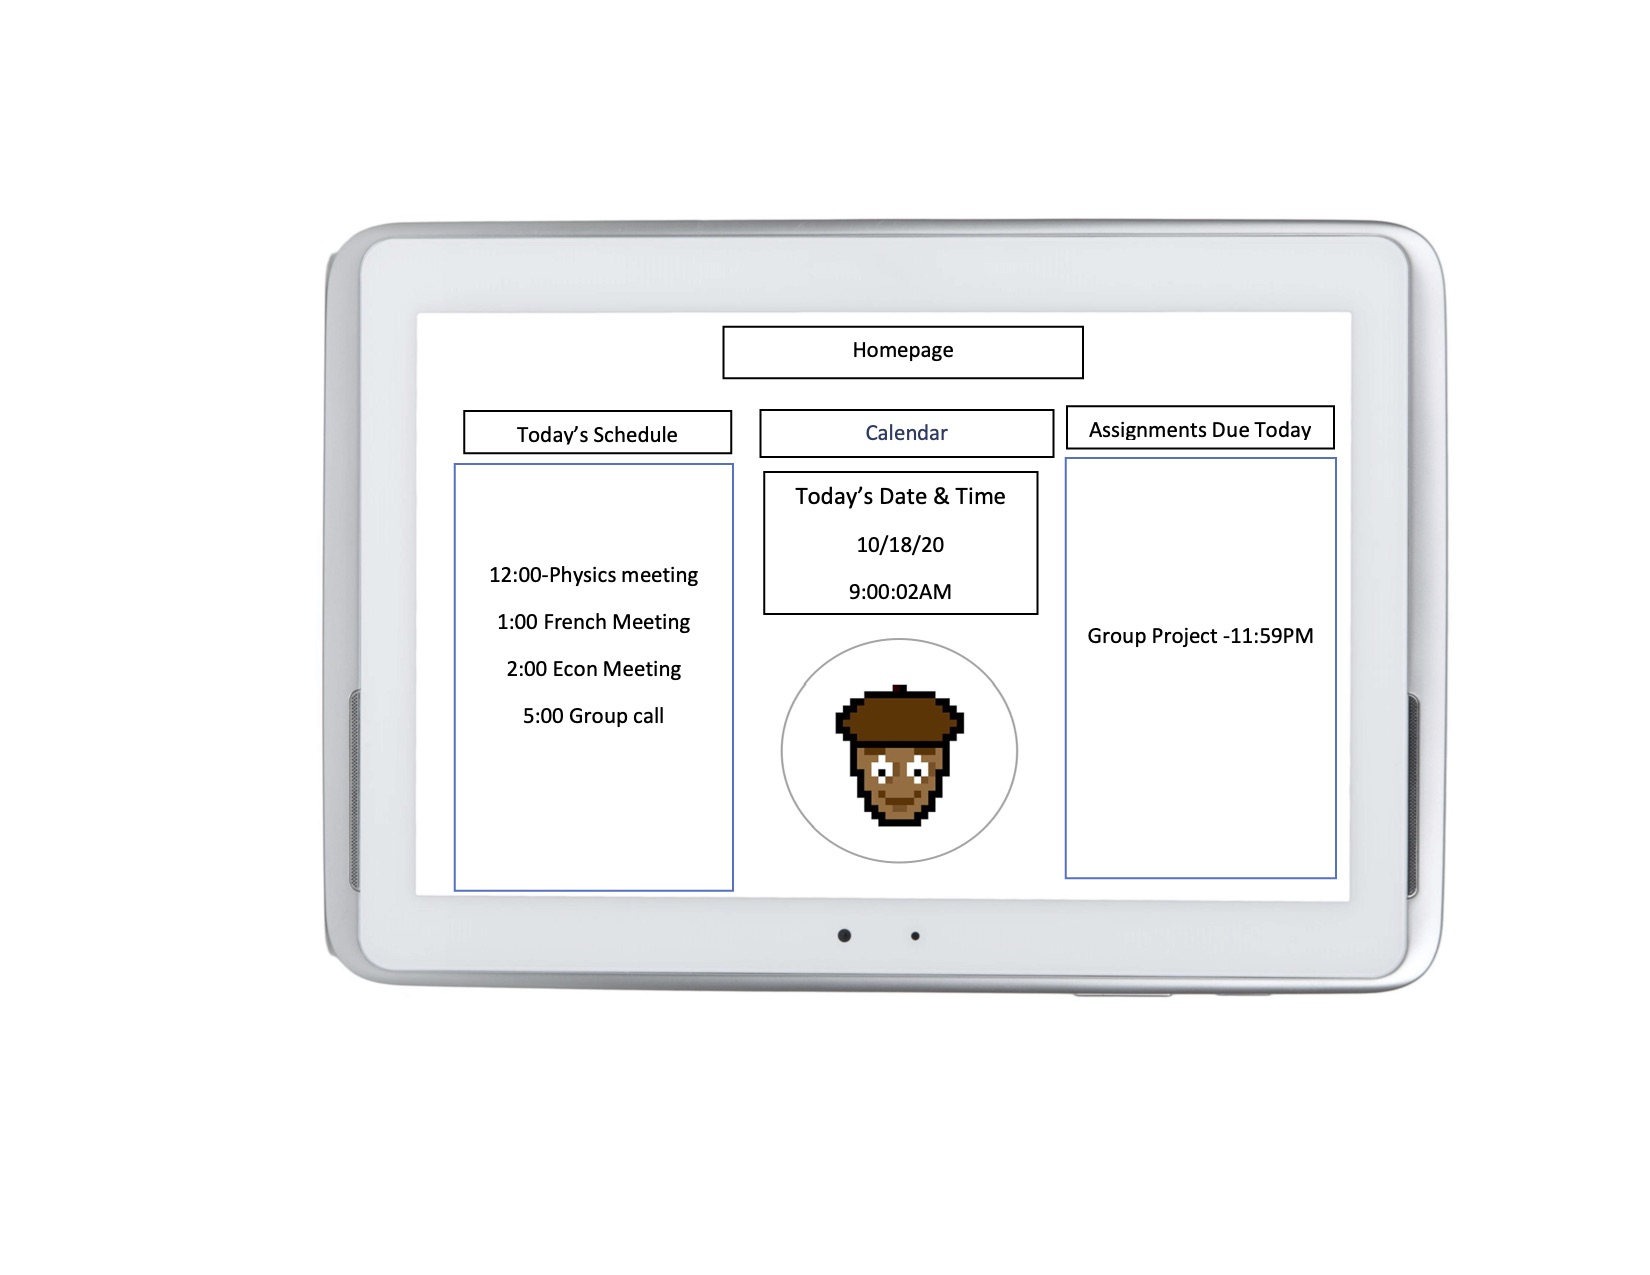 Homepage
Today’s Schedule
12:00-Physics meeting
1:00 French Meeting
2:00 Econ Meeting
5:00 Group call
Calendar
Today’s Date & Time
10/18/20
9:00:02AM
Assignments Due Today
Group Project -11:59PM